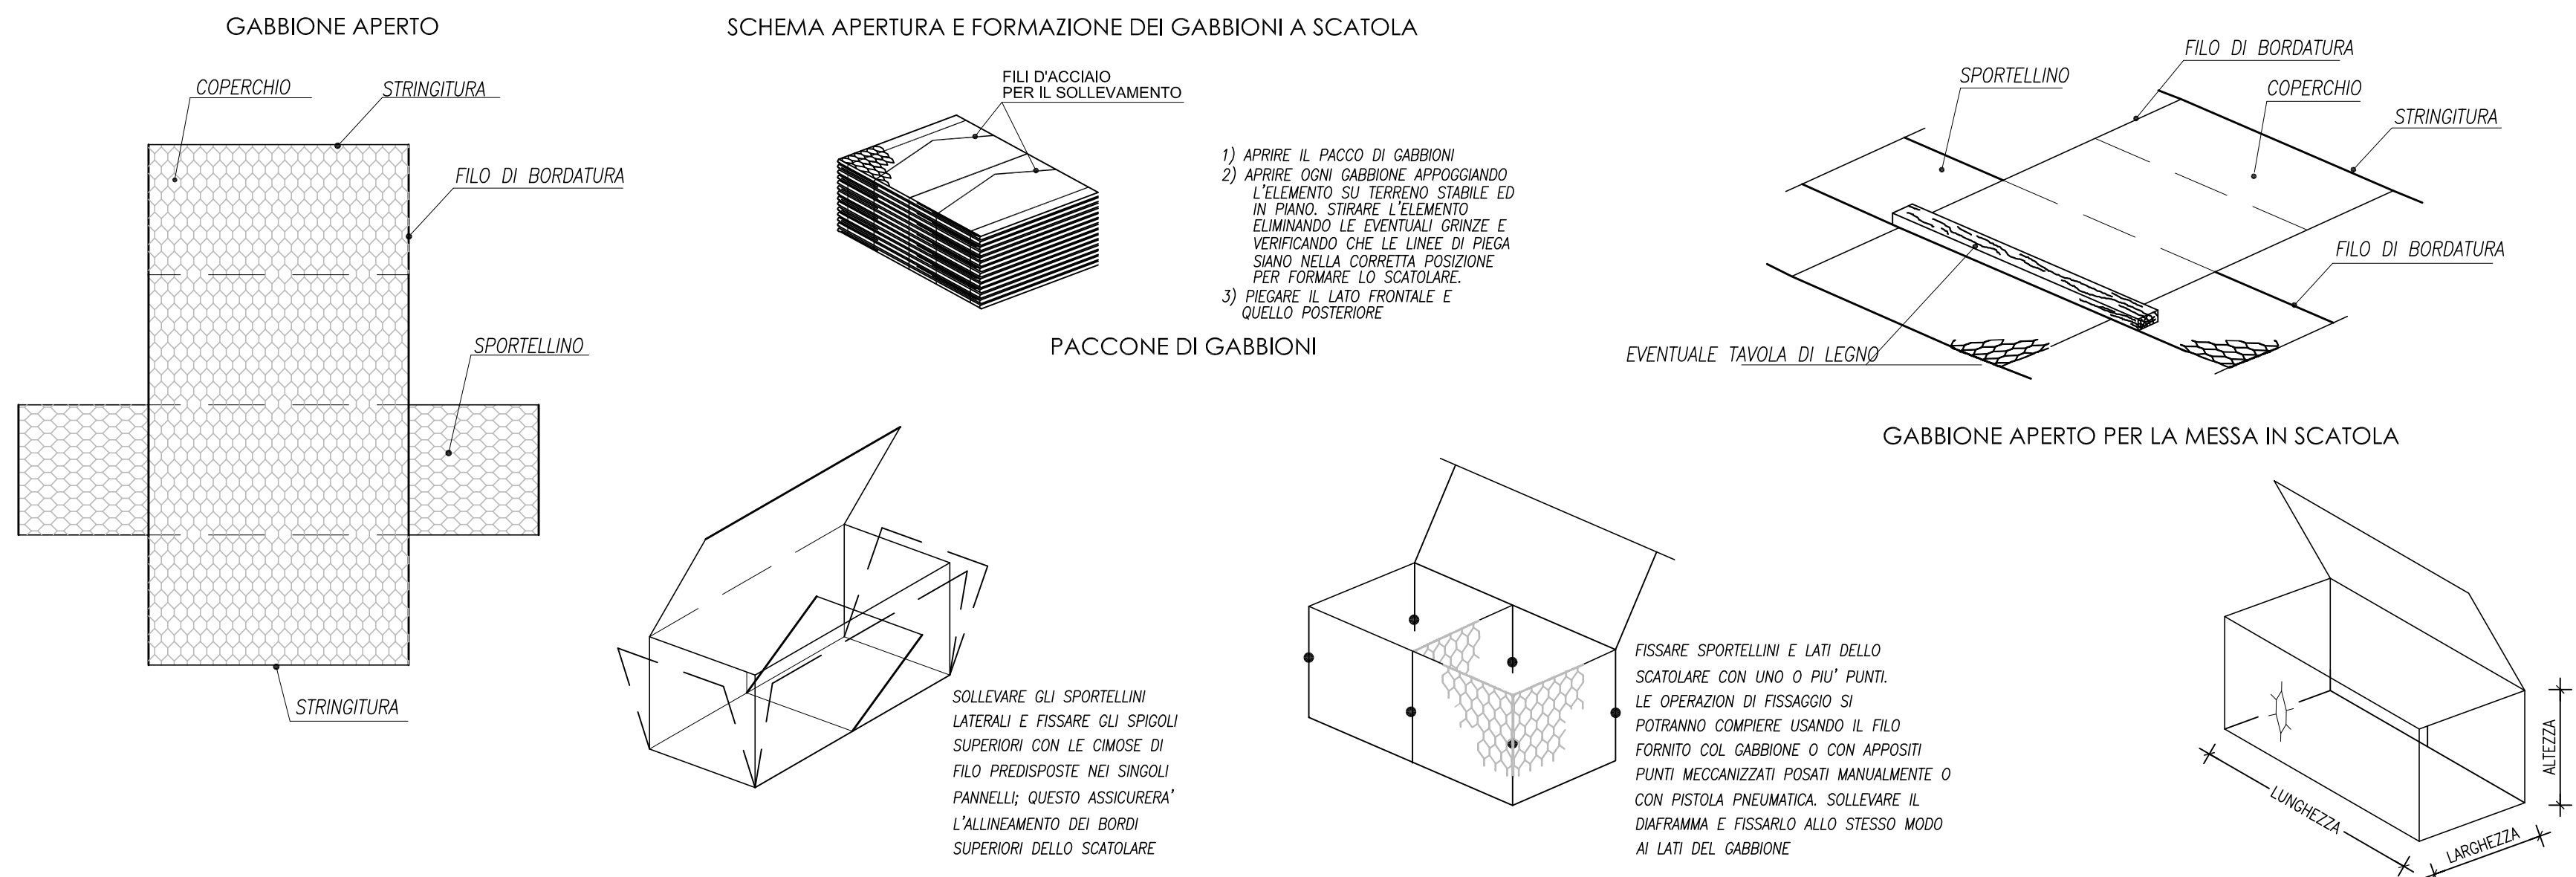 GABBIONE APERTO
COPERCHIO
STRINGITURA
FILO DI BORDATURA
SPORTELLINO
STRINGITURA
SCHEMA APERTURA E FORMAZIONE DEI GABBIONI A SCATOLA
FILI D'ACCIAIO
PER IL SOLLEVAMENTO
1) APRIRE IL PACCO DI GABBIONI
2) APRIRE OGNI GABBIONE APPOGGIANDO
L'ELEMENTO SU TERRENO STABILE ED
IN PIANO. STIRARE L'ELEMENTO
ELIMINANDO LE EVENTUALI GRINZE E
VERIFICANDO CHE LE LINEE DI PIEGA
SIANO NELLA CORRETTA POSIZIONE
PER FORMARE LO SCATOLARE.
3) PIEGARE IL LATO FRONTALE E
QUELLO POSTERIORE
PACCONE DI GABBIONI
FILO DI BORDATURA
SPORTELLINO
COPERCHIO
STRINGITURA
FILO DI BORDATURA
EVENTUALE TAVOLA DI LEGNO
GABBIONE APERTO PER LA MESSA IN SCATOLA
SOLLEVARE GLI SPORTELLINI
LATERALI E FISSARE GLI SPIGOLI
SUPERIORI CON LE CIMOSE DI
FILO PREDISPOSTE NEI SINGOLI
PANNELLI; QUESTO ASSICURERA'
L'ALLINEAMENTO DEI BORDI
SUPERIORI DELLO SCATOLARE
FISSARE SPORTELLINI E LATI DELLO
SCATOLARE CON UNO O PIU' PUNTI.
LE OPERAZION DI FISSAGGIO SI
POTRANNO COMPIERE USANDO IL FILO
FORNITO COL GABBIONE O CON APPOSITI
PUNTI MECCANIZZATI POSATI MANUALMENTE O
CON PISTOLA PNEUMATICA. SOLLEVARE IL
DIAFRAMMA E FISSARLO ALLO STESSO MODO
AI LATI DEL GABBIONE
ALTEZZA
LUNGHEZZA
LARGHEZZA